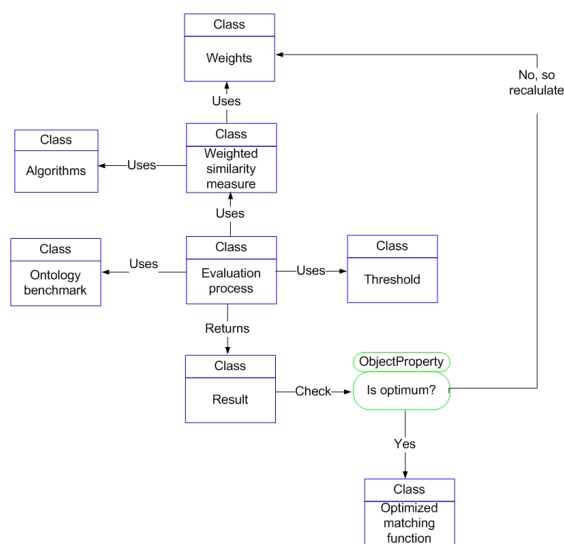 Class
Weights
No, so
recalulate
Uses
Class
Weighted
similarity
measure
Uses
Class
Algorithms
Uses
Class
Ontology
benchmark
Uses
Class
Evaluation
process
Uses
Class
Threshold
Returns
Class
Result
Check
ObjectProperty
Is optimum?
Yes
Class
Optimized
matching
function